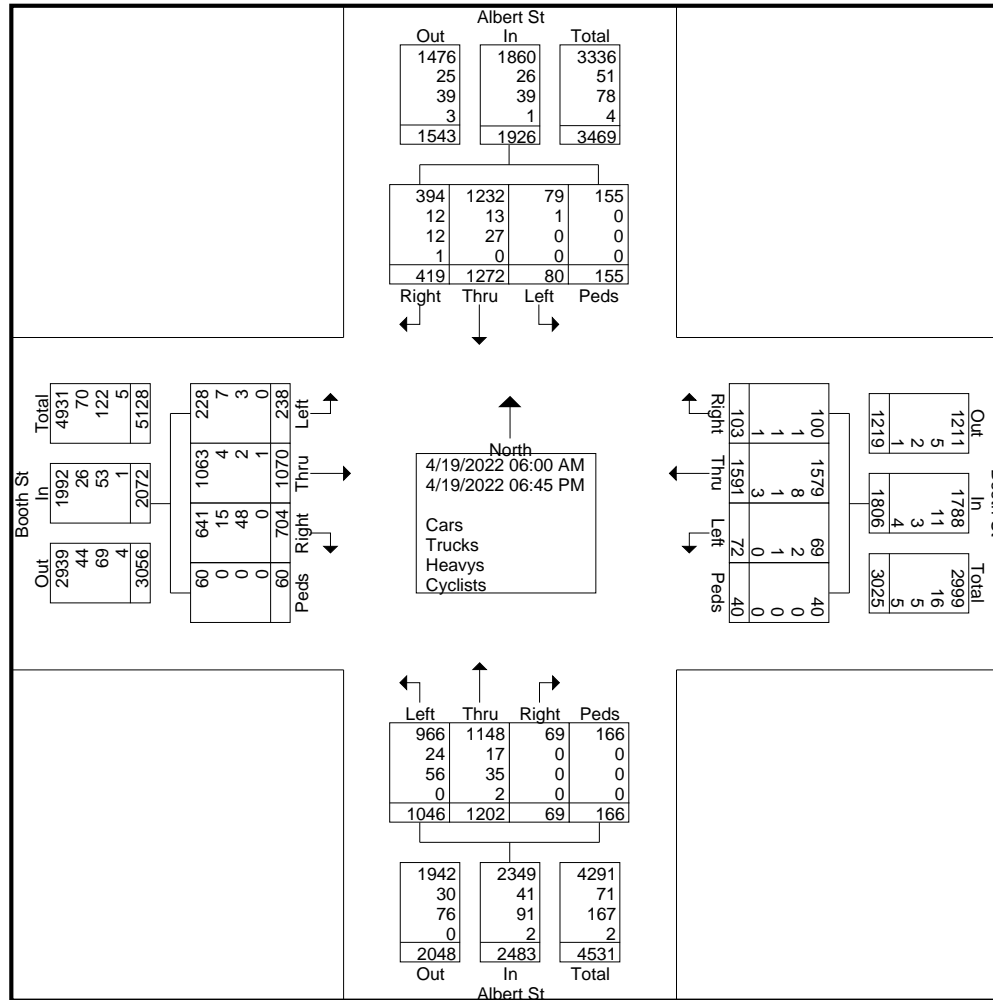 Albert St
Out In Total
1476 1860 3336
25 26 51
39 39 78
3 1 4
1543 1926 3469
394 1232 79 155
12 13 1 0
12 27 0 0
1 0 0 0
419 1272 80 155
Right Thru Left Peds
Booth St
Total In Out
4931 1992 2939
70 26 44
122 53 69
5 1 4
5128 2072 3056
228 1063 641 60
7 4 15 0
3 2 48 0
0 1 0 0
238 1070 704 60
Left Thru Right Peds
North
4/19/2022 06:00 AM
4/19/2022 06:45 PM
Cars
Trucks
Heavys
Cyclists
Right Thru Left Peds
100 1579 69 40
1 8 2 0
1 1 1 0
1 3 0 0
103 1591 72 40
Out In Total
1211 1788 2999
5 11 16
2 3 5
1 4 5
1219 1806 3025
Left Thru Right Peds
966 1148 69 166
24 17 0 0
56 35 0 0
0 2 0 0
1046 1202 69 166
1942 2349 4291
30 41 71
76 91 167
0 2 2
2048 2483 4531
Out In Total
Albert St